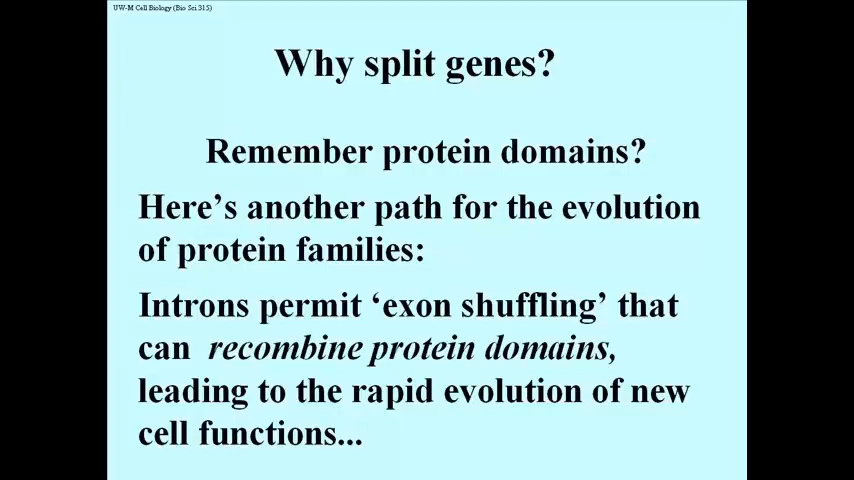 UW-M Cell Biology (Bio Sci 315)
Why split genes?
Remember protein domains?
Here’s another path for the evolution
of protein families:
Introns permit ‘exon shuffling’ that
can recombine protein domains,
leading to the rapid evolution of new
cell functions...